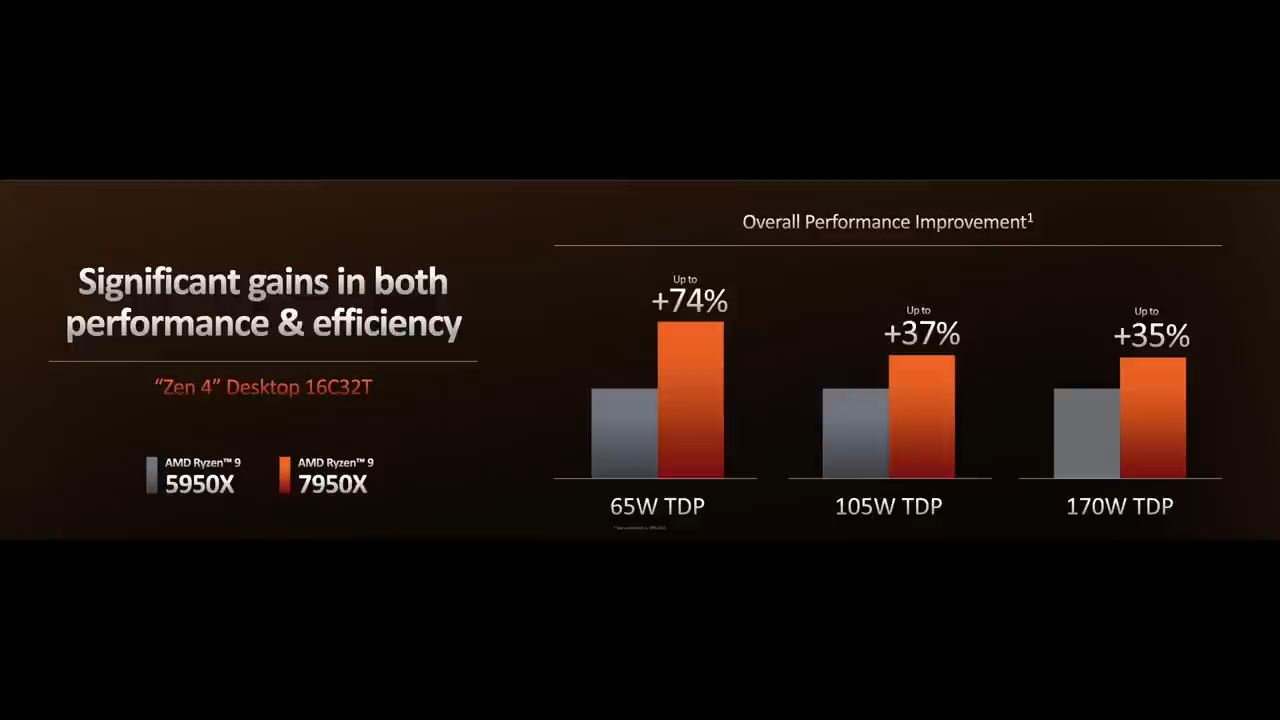 Significant gains in both
performance & efficiency
“Zen 4” Desktop 16C32T
AMD Ryzen™ 9
5950X
AMD Ryzen™ 9
7950X
Overall Performance Improvement¹
Up to
+74%
Up to
+37%
Up to
+35%
65W TDP
105W TDP
170W TDP